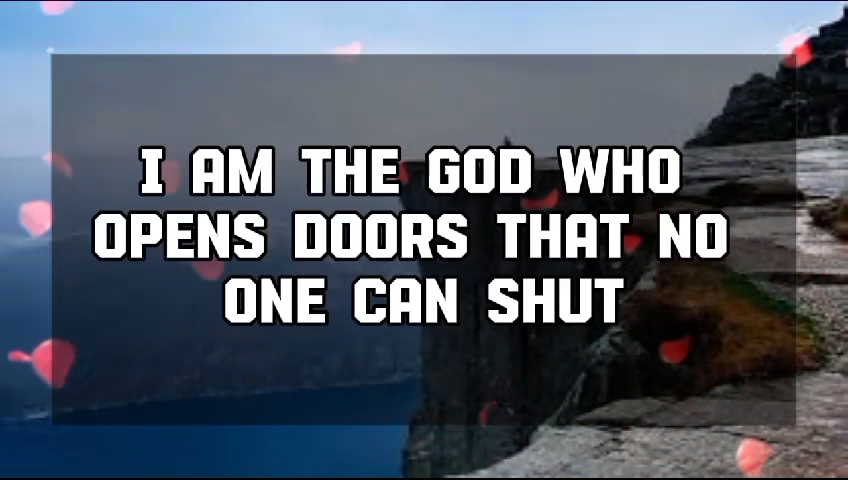 I AM THE GOD WHO
OPENS DOORS THAT NO
ONE CAN SHUT